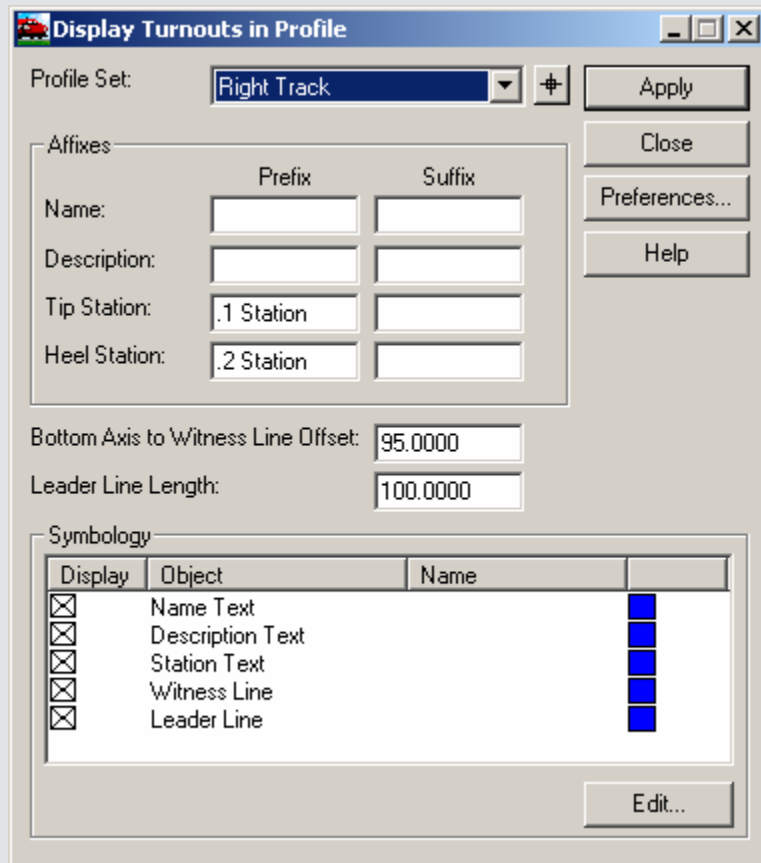 Display Turnouts in Profile
Profile Set: Right Track Apply
Close
Preferences...
Help
Affixes
Prefix Suffix
Name:
Description:
Tip Station: .1 Station
Heel Station: .2 Station
Bottom Axis to Witness Line Offset: 95.0000
Leader Line Length: 100.0000
Symbology
Display Object Name
Name Text
Description Text
Station Text
Witness Line
Leader Line
Edit...